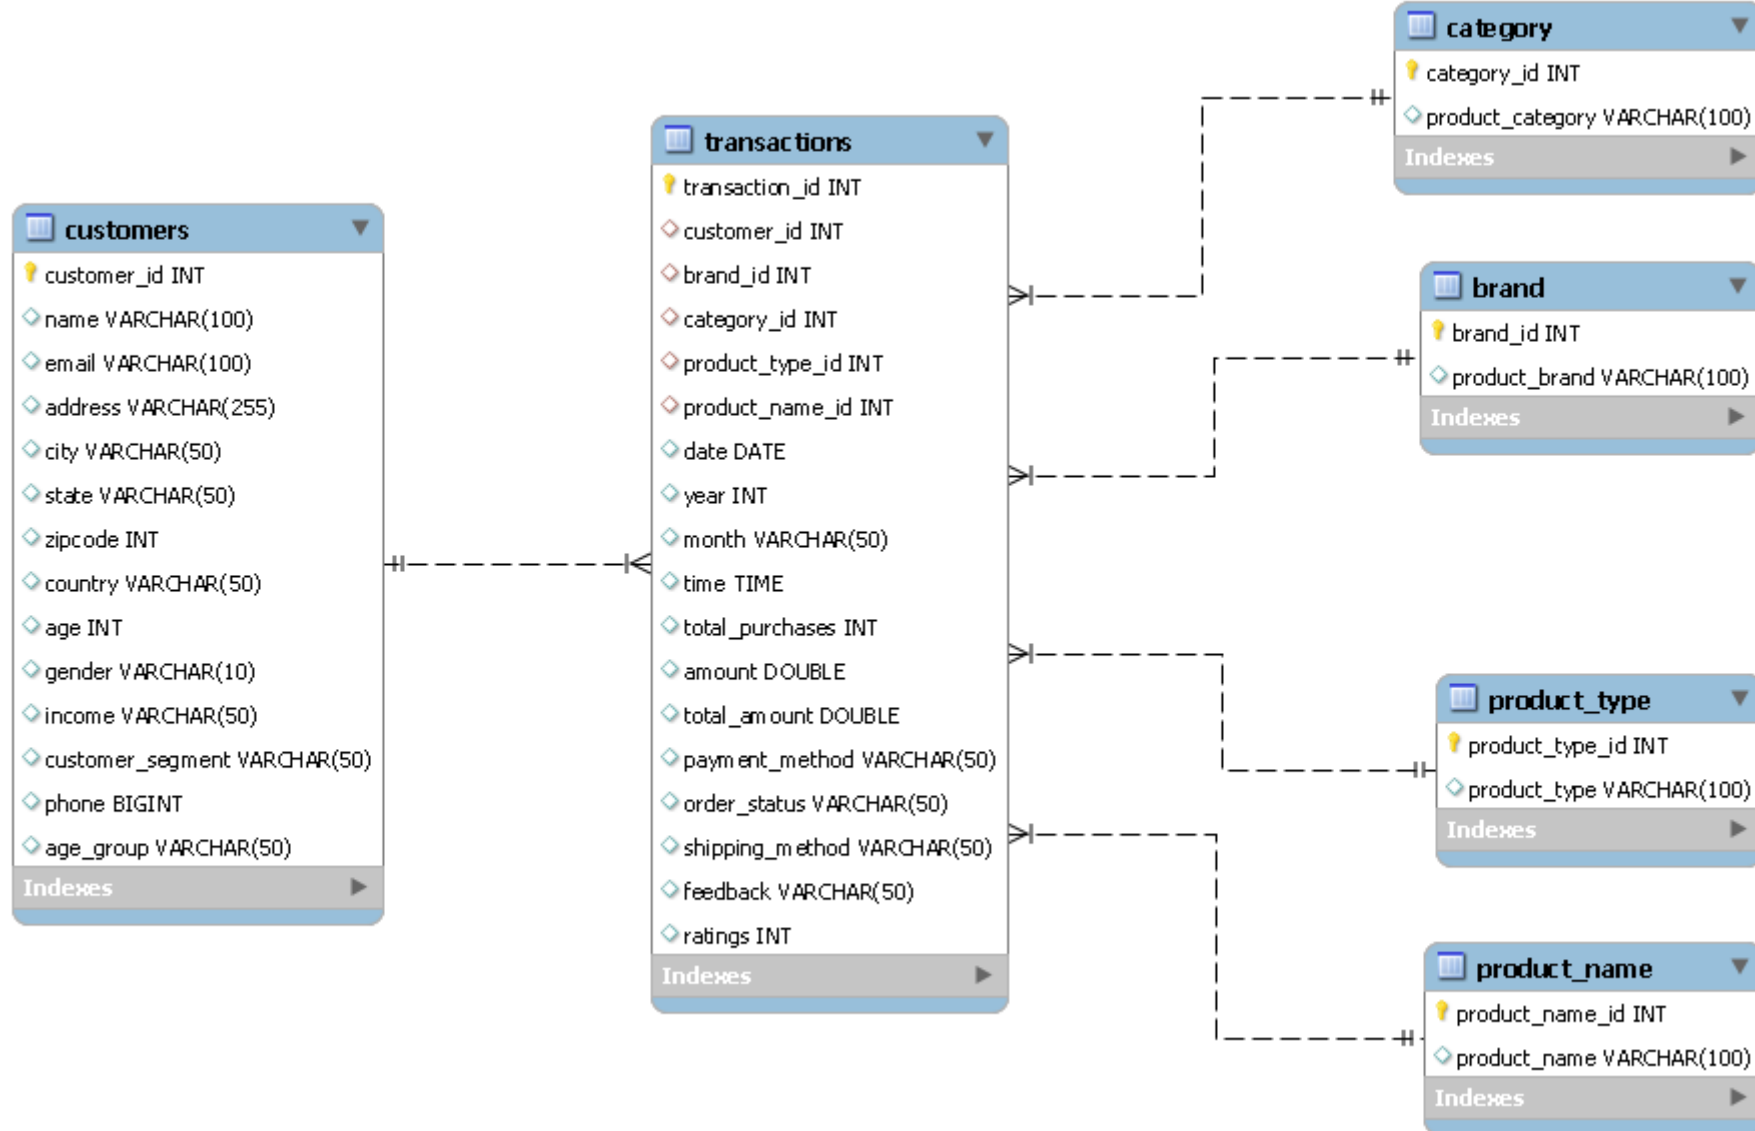 customers
customer_id INT
name VARCHAR(100)
email VARCHAR(100)
address VARCHAR(255)
city VARCHAR(50)
state VARCHAR(50)
zipcode INT
country VARCHAR(50)
age INT
gender VARCHAR(10)
income VARCHAR(50)
customer_segment VARCHAR(50)
phone BIGINT
age_group VARCHAR(50)
Indexes
transactions
transaction_id INT
customer_id INT
brand_id INT
category_id INT
product_type_id INT
product_name_id INT
date DATE
year INT
month VARCHAR(50)
time TIME
total_purchases INT
amount DOUBLE
total_amount DOUBLE
payment_method VARCHAR(50)
order_status VARCHAR(50)
shipping_method VARCHAR(50)
feedback VARCHAR(50)
ratings INT
Indexes
category
category_id INT
product_category VARCHAR(100)
Indexes
brand
brand_id INT
product_brand VARCHAR(100)
Indexes
product_type
product_type_id INT
product_type VARCHAR(100)
Indexes
product_name
product_name_id INT
product_name VARCHAR(100)
Indexes